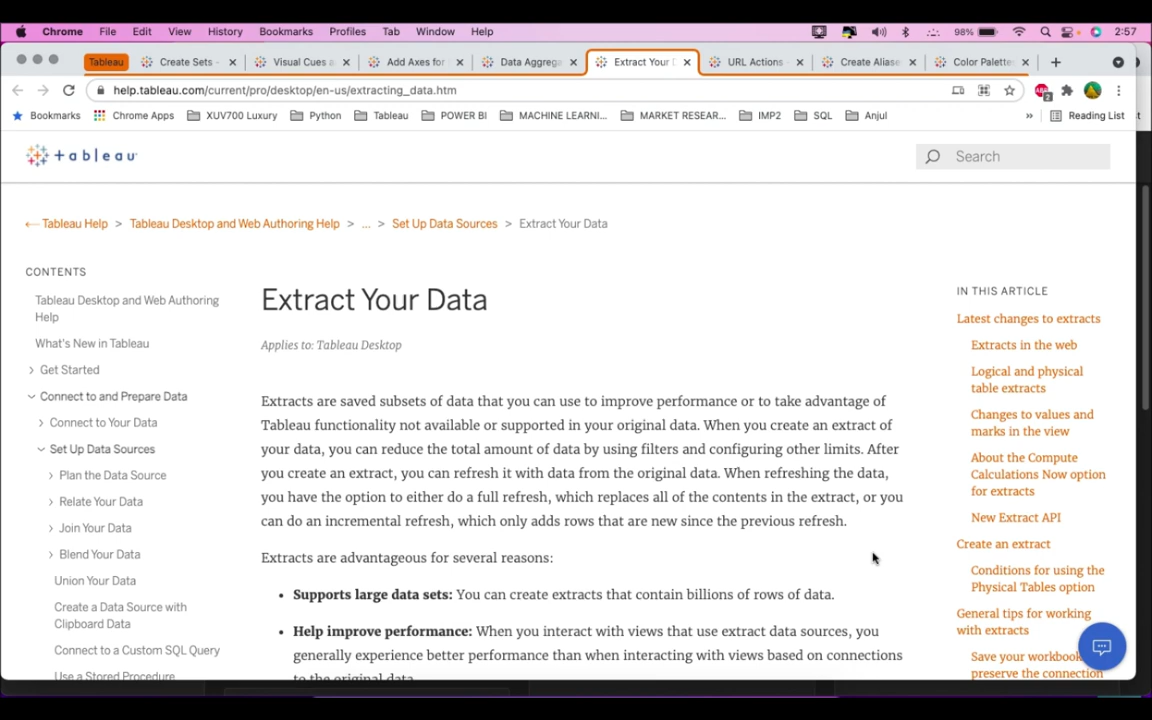 Chrome File Edit View History Bookmarks Profiles Tab Window Help 98% 2:57
Tableau Create Sets - Visual Cues a Add Axes for Data Aggrega Extract Your D URL Actions Create Aliase Color Palette
help.tableau.com/current/pro/desktop/en-us/extracting_data.htm
Bookmarks Chrome Apps XUV700 Luxury Python Tableau POWER BI MACHINE LEARNI... MARKET RESEAR... IMP2 SQL Anjul » Reading List
+ a b l e a u
Search
← Tableau Help > Tableau Desktop and Web Authoring Help > ... > Set Up Data Sources > Extract Your Data
CONTENTS
Tableau Desktop and Web Authoring
Help
What's New in Tableau
Get Started
Connect to and Prepare Data
Connect to Your Data
Set Up Data Sources
Plan the Data Source
Relate Your Data
Join Your Data
Blend Your Data
Union Your Data
Create a Data Source with
Clipboard Data
Connect to a Custom SQL Query
Use a Stored Procedure
Extract Your Data
Applies to: Tableau Desktop
Extracts are saved subsets of data that you can use to improve performance or to take advantage of
Tableau functionality not available or supported in your original data. When you create an extract of
your data, you can reduce the total amount of data by using filters and configuring other limits. After
you create an extract, you can refresh it with data from the original data. When refreshing the data,
you have the option to either do a full refresh, which replaces all of the contents in the extract, or you
can do an incremental refresh, which only adds rows that are new since the previous refresh.
Extracts are advantageous for several reasons:
• Supports large data sets: You can create extracts that contain billions of rows of data.
• Help improve performance: When you interact with views that use extract data sources, you
generally experience better performance than when interacting with views based on connections
to the original data.
IN THIS ARTICLE
Latest changes to extracts
Extracts in the web
Logical and physical
table extracts
Changes to values and
marks in the view
About the Compute
Calculations Now option
for extracts
New Extract API
Create an extract
Conditions for using the
Physical Tables option
General tips for working
with extracts
Save your workbook
preserve the connection